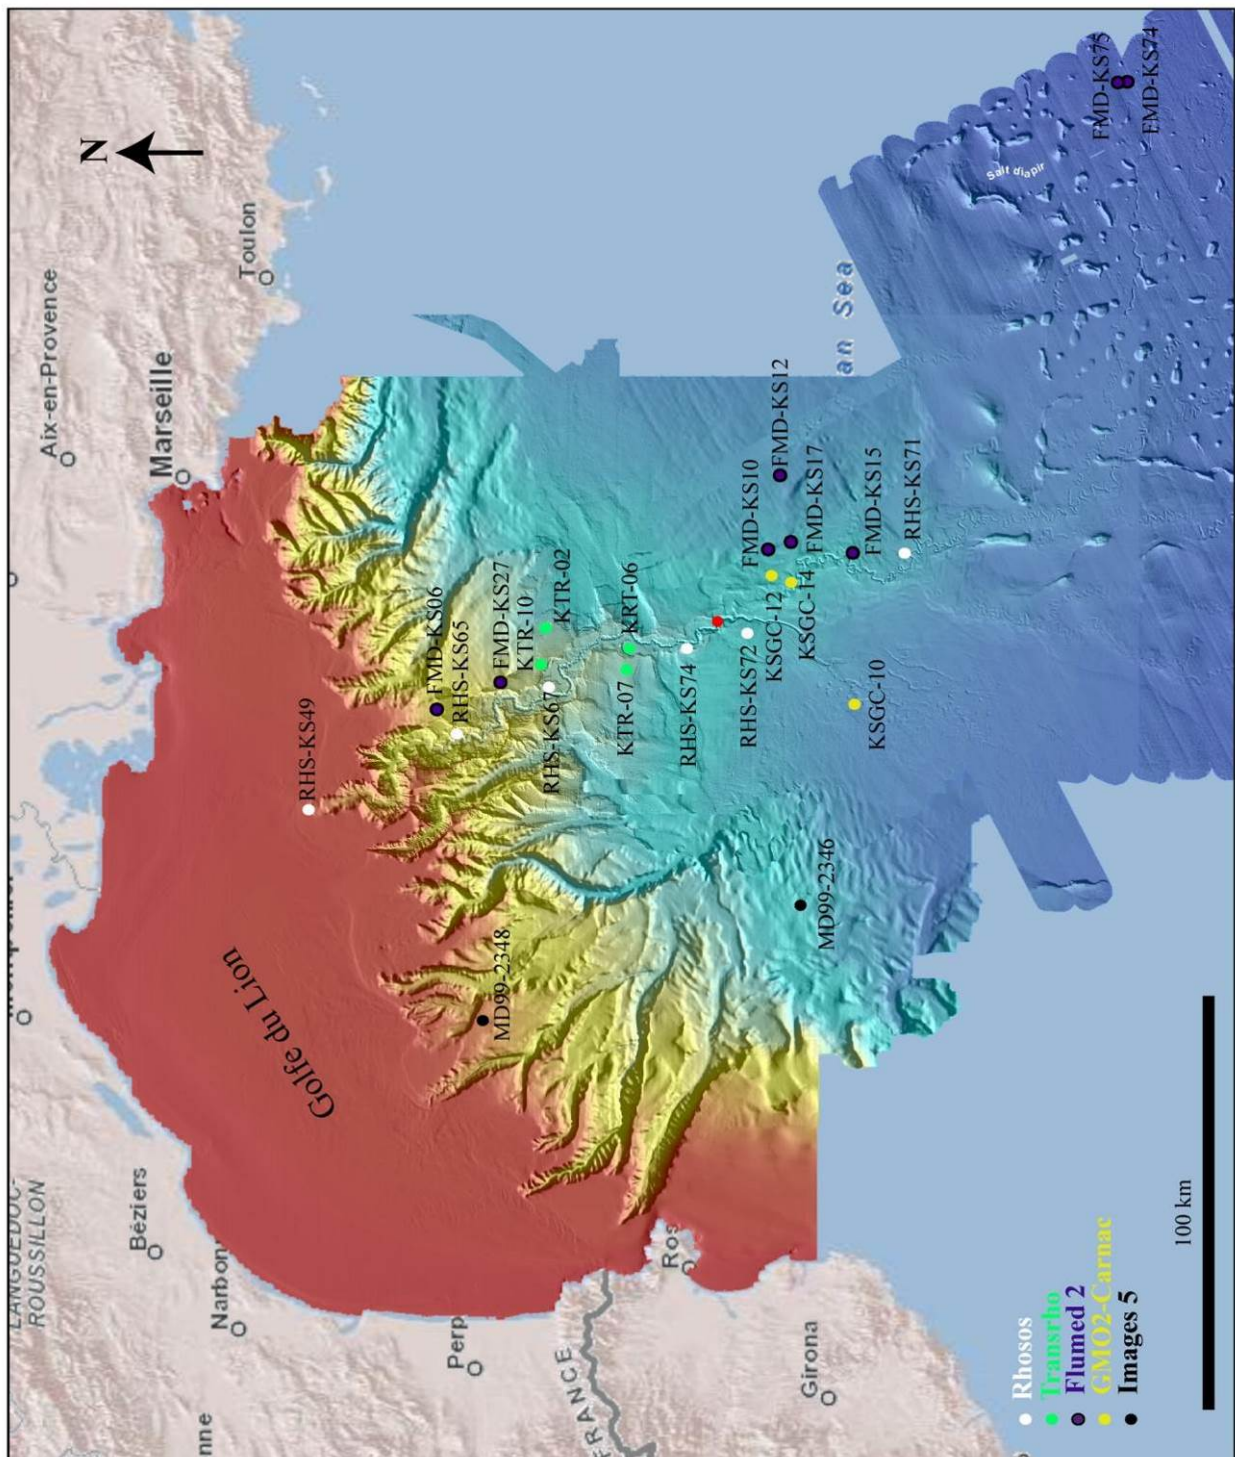 N
Aix-en-Provence
Marseille
Toulon
LANGUEDOC-
ROUSSILLON
Béziers
Narbon
Perp
FRANCE
Ros
Girona
nne
Golfe du Lion
an Sea
Salt diapir
RHS-KS49
FMD-KS06
RHS-KS65
FMD-KS27
KTR-10
KTR-02
RHS-KS67
KRT-06
KTR-07
RHS-KS74
RHS-KS72
KSGC-12
KSGC-14
FMD-KS10
FMD-KS12
FMD-KS17
FMD-KS15
RHS-KS71
KSGC-10
MD99-2348
MD99-2346
FMD-KS75
FMD-KS74
Rhosos
Transrho
Flumed 2
GMO2-Carnac
Images 5
100 km